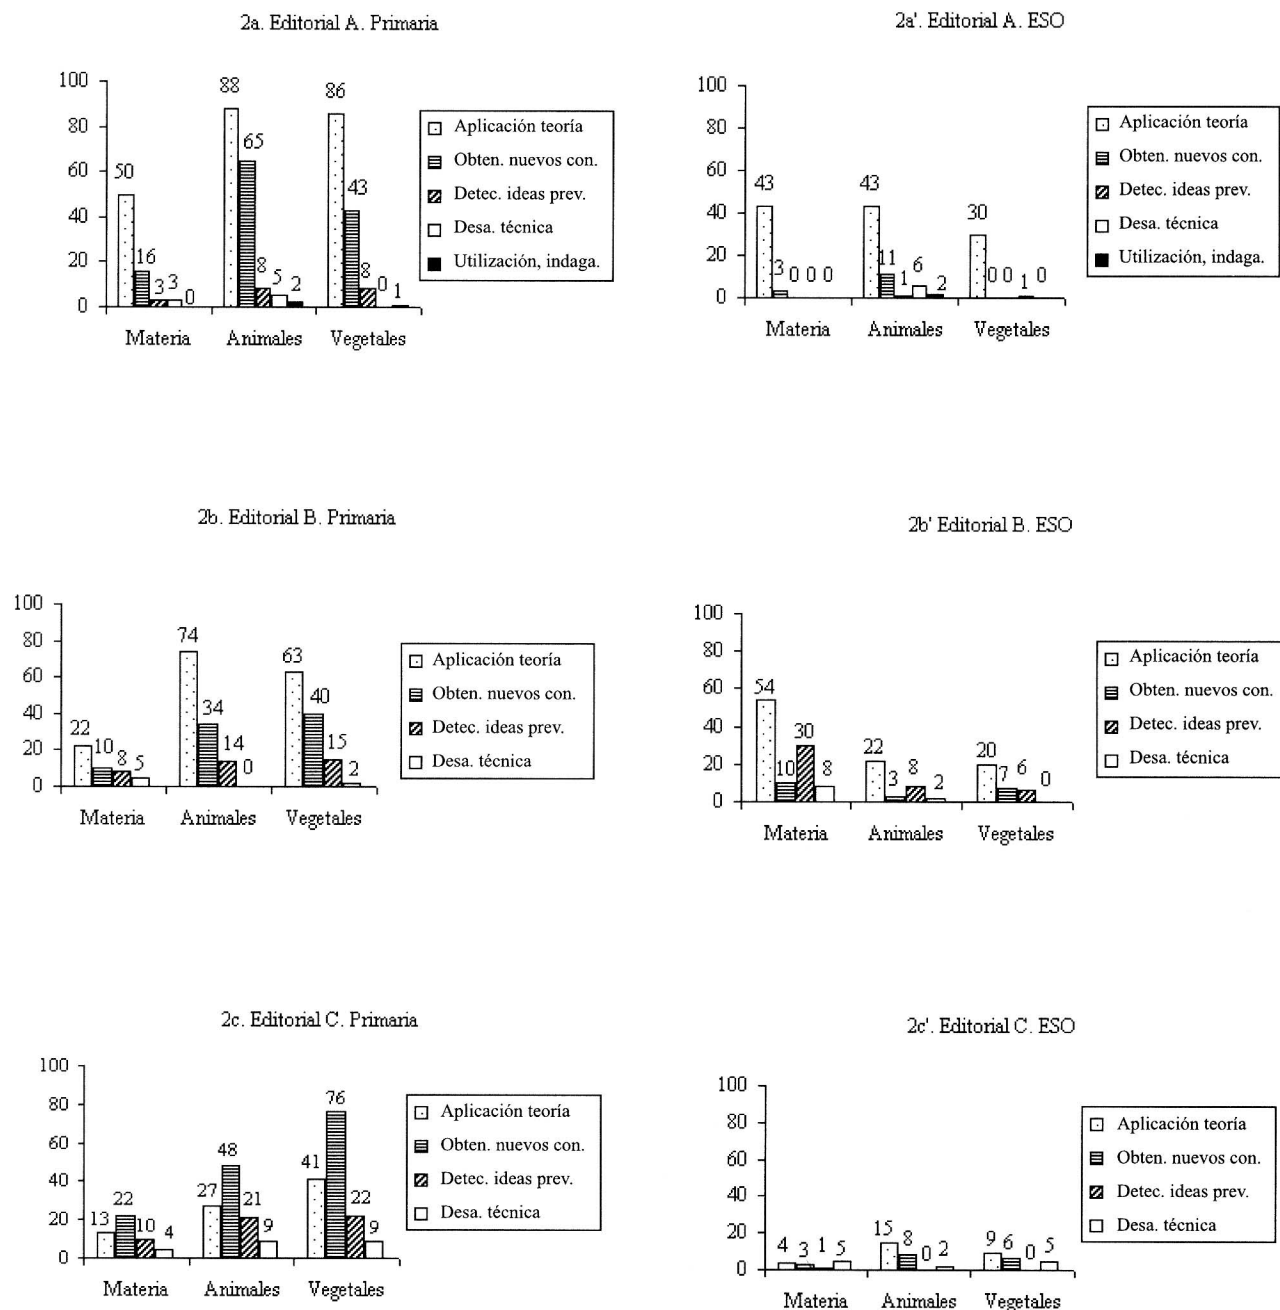 2a. Editorial A. Primaria
100
80
60
40
20
0
50
16
3
3
0
88
65
8
5
2
86
43
8
0
1
Materia
Animales
Vegetales
Aplicación teoría
Obten. nuevos con.
Detec. ideas prev.
Desa. técnica
Utilización, indaga.
2a'. Editorial A. ESO
100
80
60
40
20
0
43
3
0
0
0
43
11
1
6
2
30
0
0
1
0
Materia
Animales
Vegetales
Aplicación teoría
Obten. nuevos con.
Detec. ideas prev.
Desa. técnica
Utilización, indaga.
2b. Editorial B. Primaria
100
80
60
40
20
0
22
10
8
5
74
34
14
0
63
40
15
2
Materia
Animales
Vegetales
Aplicación teoría
Obten. nuevos con.
Detec. ideas prev.
Desa. técnica
2b' Editorial B. ESO
100
80
60
40
20
0
54
10
30
8
22
3
8
2
20
7
6
0
Materia
Animales
Vegetales
Aplicación teoría
Obten. nuevos con.
Detec. ideas prev.
Desa. técnica
2c. Editorial C. Primaria
100
80
60
40
20
0
13
22
10
4
27
48
21
9
41
76
22
9
Materia
Animales
Vegetales
Aplicación teoría
Obten. nuevos con.
Detec. ideas prev.
Desa. técnica
2c'. Editorial C. ESO
100
80
60
40
20
0
4
3
1
5
15
8
0
2
9
6
0
5
Materia
Animales
Vegetales
Aplicación teoría
Obten. nuevos con.
Detec. ideas prev.
Desa. técnica